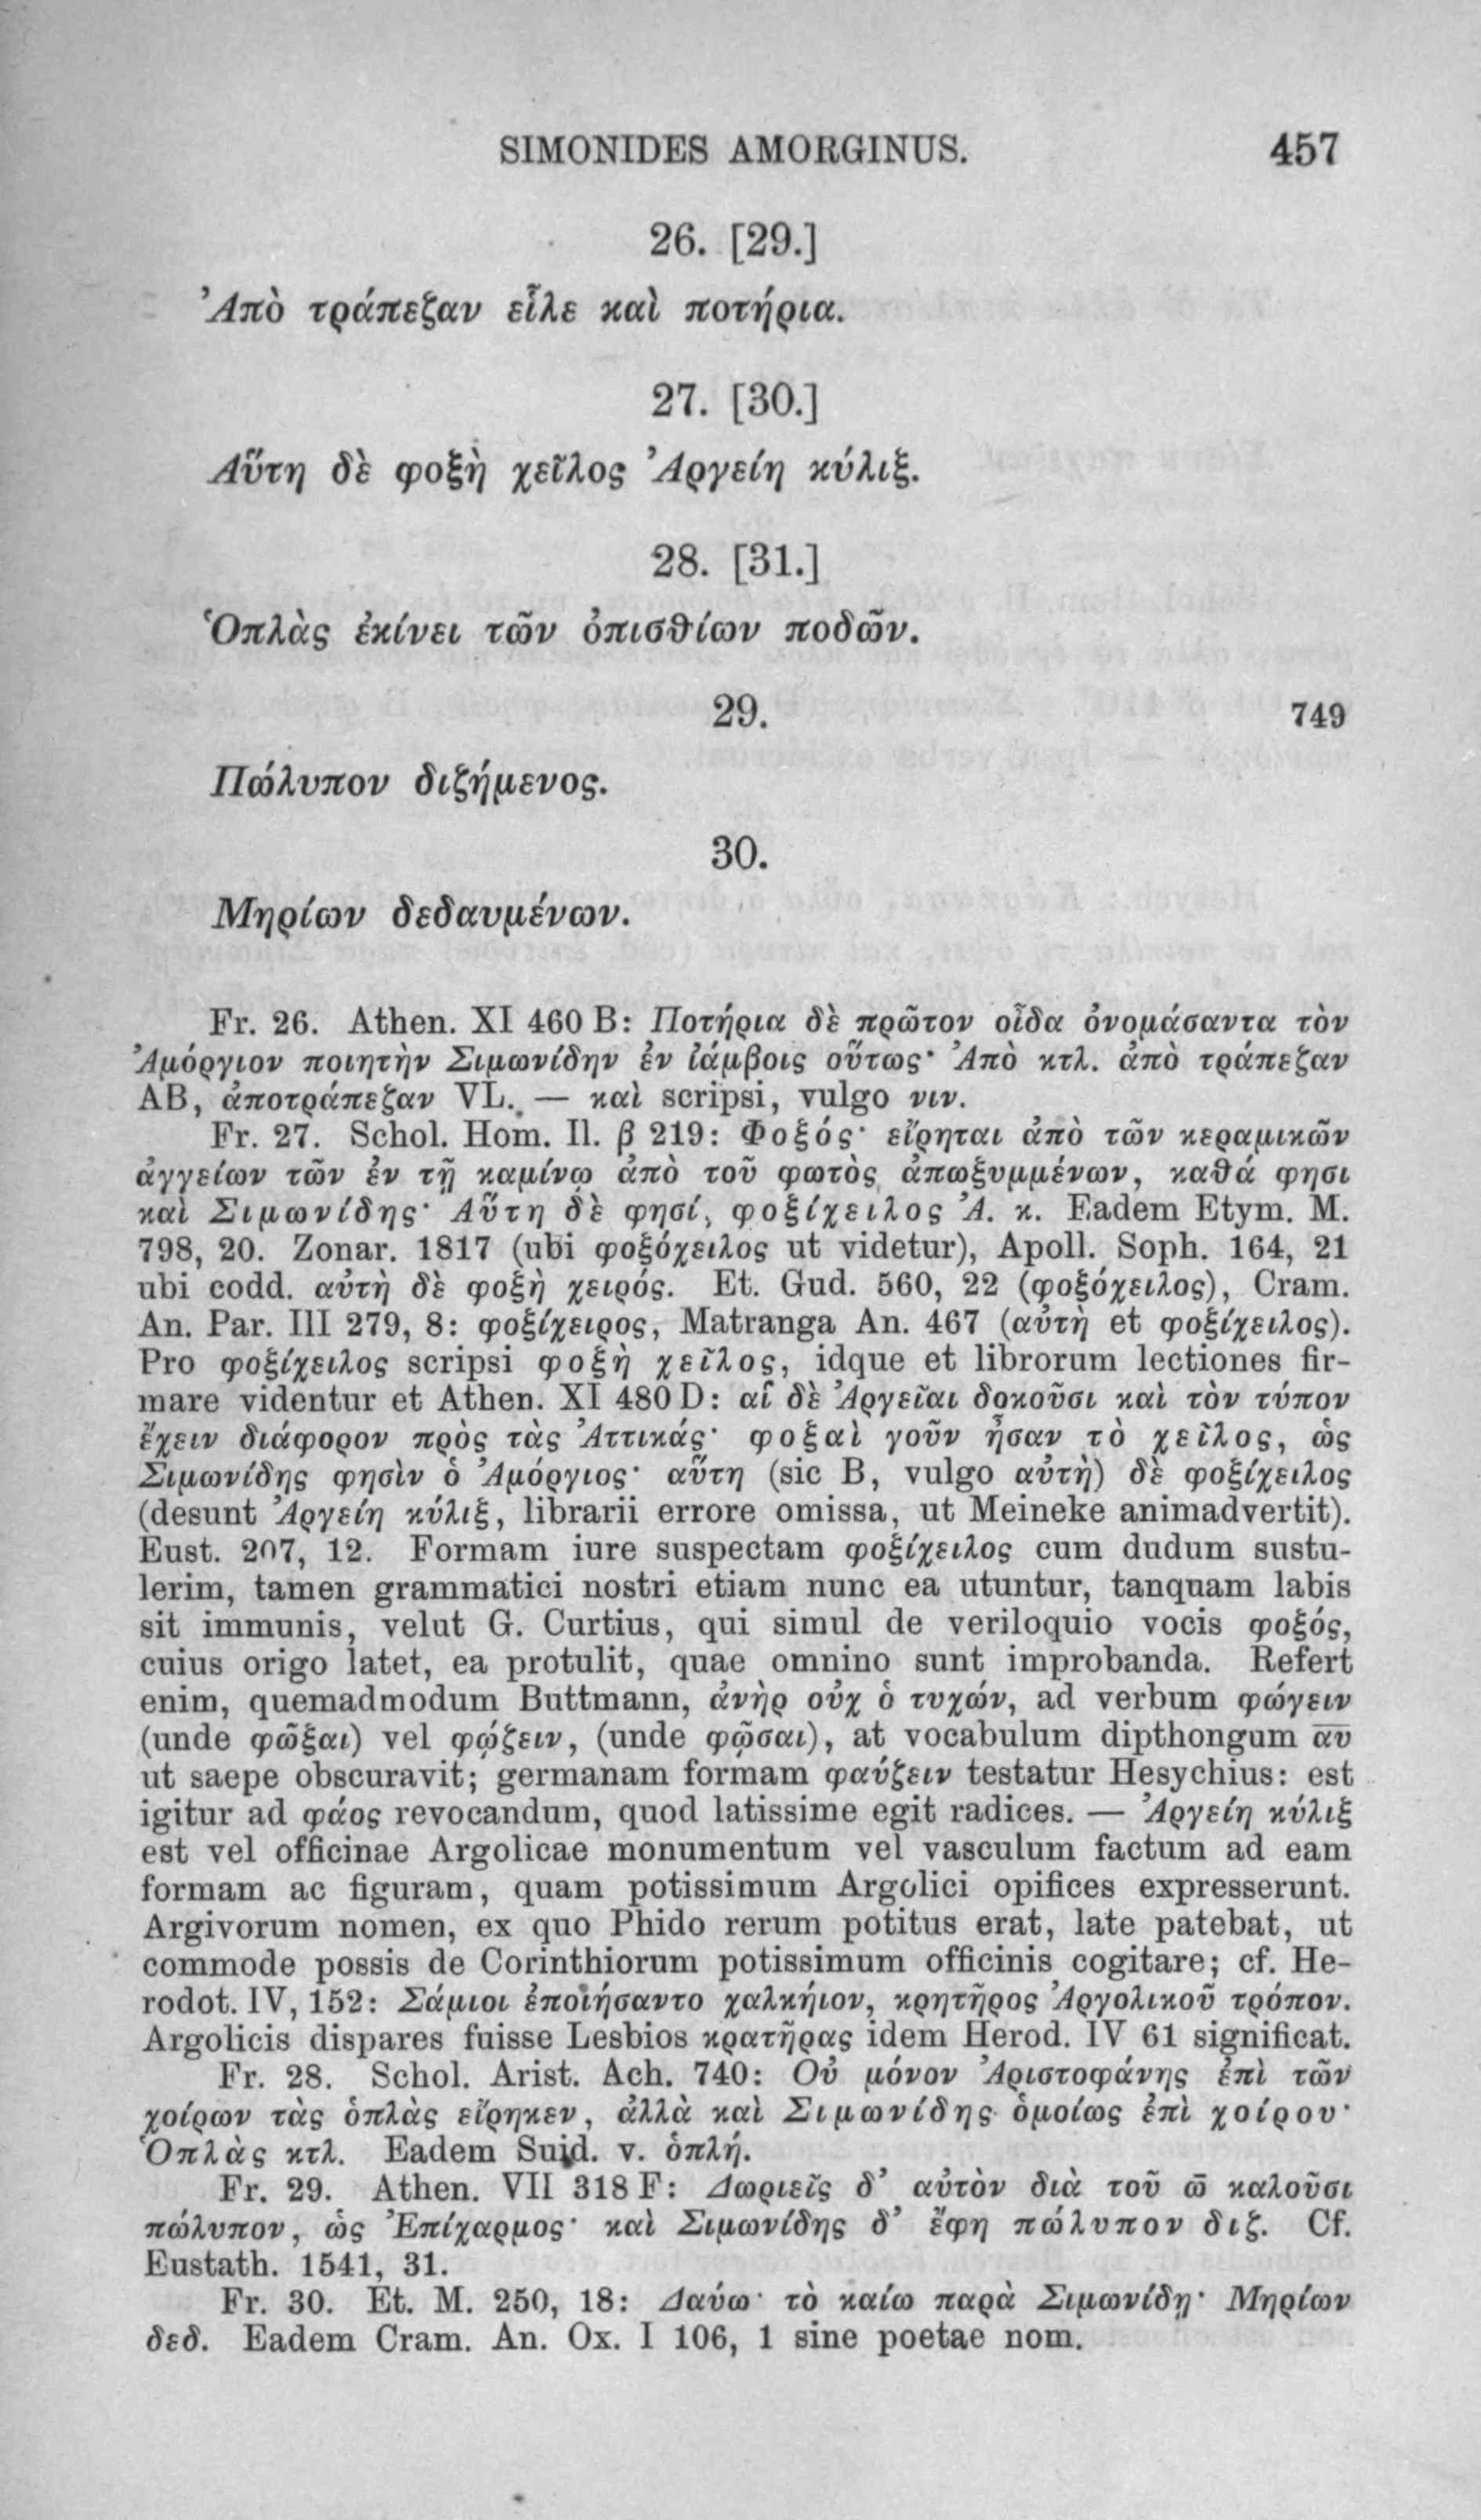 SIMONIDES AMORGINUS. 457
26. [29.]
Ἀπὸ τράπεζαν εἷλε καὶ ποτήρια.
27. [30.]
Αὕτη δὲ φοξὴ χεῖλος Ἀργείη κύλιξ.
28. [31.]
Ὁπλὰς ἐκίνει τῶν ὀπισθίων ποδῶν.
29. 749
Πώλυπον διζήμενος.
30.
Μηρίων δεδαυμένων.
Fr. 26. Athen. XI 460 B: Ποτήρια δὲ πρῶτον οἶδα ὀνομάσαντα τὸν
Ἀμόργιον ποιητὴν Σιμωνίδην ἐν ἰάμβοις οὕτως· Ἀπὸ κτλ. ἀπὸ τράπεζαν
AB, ἀποτράπεζαν VL. — καὶ scripsi, vulgo νιν.
Fr. 27. Schol. Hom. Il. β 219: Φοξός· εἴρηται ἀπὸ τῶν κεραμικῶν
ἀγγείων τῶν ἐν τῇ καμίνῳ ἀπὸ τοῦ φωτὸς ἀπωξυμμένων, καθά φησι
καὶ Σιμωνίδης· Αὕτη δὲ φησί, φοξίχειλος Ἀ. κ. Eadem Etym. M.
798, 20. Zonar. 1817 (ubi φοξόχειλος ut videtur), Apoll. Soph. 164, 21
ubi codd. αὐτὴ δὲ φοξὴ χειρός. Et. Gud. 560, 22 (φοξόχειλος), Cram.
An. Par. III 279, 8: φοξίχειρος, Matranga An. 467 (αὐτὴ et φοξίχειλος).
Pro φοξίχειλος scripsi φοξὴ χεῖλος, idque et librorum lectiones fir-
mare videntur et Athen. XI 480 D: αἱ δὲ Ἀργεῖαι δοκοῦσι καὶ τὸν τύπον
ἔχειν διάφορον πρὸς τὰς Ἀττικάς· φοξαὶ γοῦν ἦσαν τὸ χεῖλος, ὡς
Σιμωνίδης φησὶν ὁ Ἀμόργιος· αὕτη (sic B, vulgo αὐτὴ) δὲ φοξίχειλος
(desunt Ἀργείη κύλιξ, librarii errore omissa, ut Meineke animadvertit).
Eust. 207, 12. Formam iure suspectam φοξίχειλος cum dudum sustu-
lerim, tamen grammatici nostri etiam nunc ea utuntur, tanquam labis
sit immunis, velut G. Curtius, qui simul de veriloquio vocis φοξός,
cuius origo latet, ea protulit, quae omnino sunt improbanda. Refert
enim, quemadmodum Buttmann, ἀνὴρ οὐχ ὁ τυχών, ad verbum φώγειν
(unde φῶξαι) vel φῴζειν, (unde φῷσαι), at vocabulum dipthongum α̅υ̅
ut saepe obscuravit; germanam formam φαύζειν testatur Hesychius: est
igitur ad φάος revocandum, quod latissime egit radices. — Ἀργείη κύλιξ
est vel officinae Argolicae monumentum vel vasculum factum ad eam
formam ac figuram, quam potissimum Argolici opifices expresserunt.
Argivorum nomen, ex quo Phido rerum potitus erat, late patebat, ut
commode possis de Corinthiorum potissimum officinis cogitare; cf. He-
rodot. IV, 152: Σάμιοι ἐποιήσαντο χαλκήιον, κρητῆρος Ἀργολικοῦ τρόπον.
Argolicis dispares fuisse Lesbios κρατῆρας idem Herod. IV 61 significat.
Fr. 28. Schol. Arist. Ach. 740: Οὐ μόνον Ἀριστοφάνης ἐπὶ τῶν
χοίρων τὰς ὁπλὰς εἴρηκεν, ἀλλὰ καὶ Σιμωνίδης ὁμοίως ἐπὶ χοίρου·
Ὁπλὰς κτλ. Eadem Suid. v. ὁπλή.
Fr. 29. Athen. VII 318 F: Δωριεῖς δ’ αὐτὸν διὰ τοῦ ω̄ καλοῦσι
πώλυπον, ὡς Ἐπίχαρμος· καὶ Σιμωνίδης δ’ ἔφη πώλυπον διζ. Cf.
Eustath. 1541, 31.
Fr. 30. Et. M. 250, 18: Δαύω· τὸ καίω παρὰ Σιμωνίδῃ· Μηρίων
δεδ. Eadem Cram. An. Ox. I 106, 1 sine poetae nom.